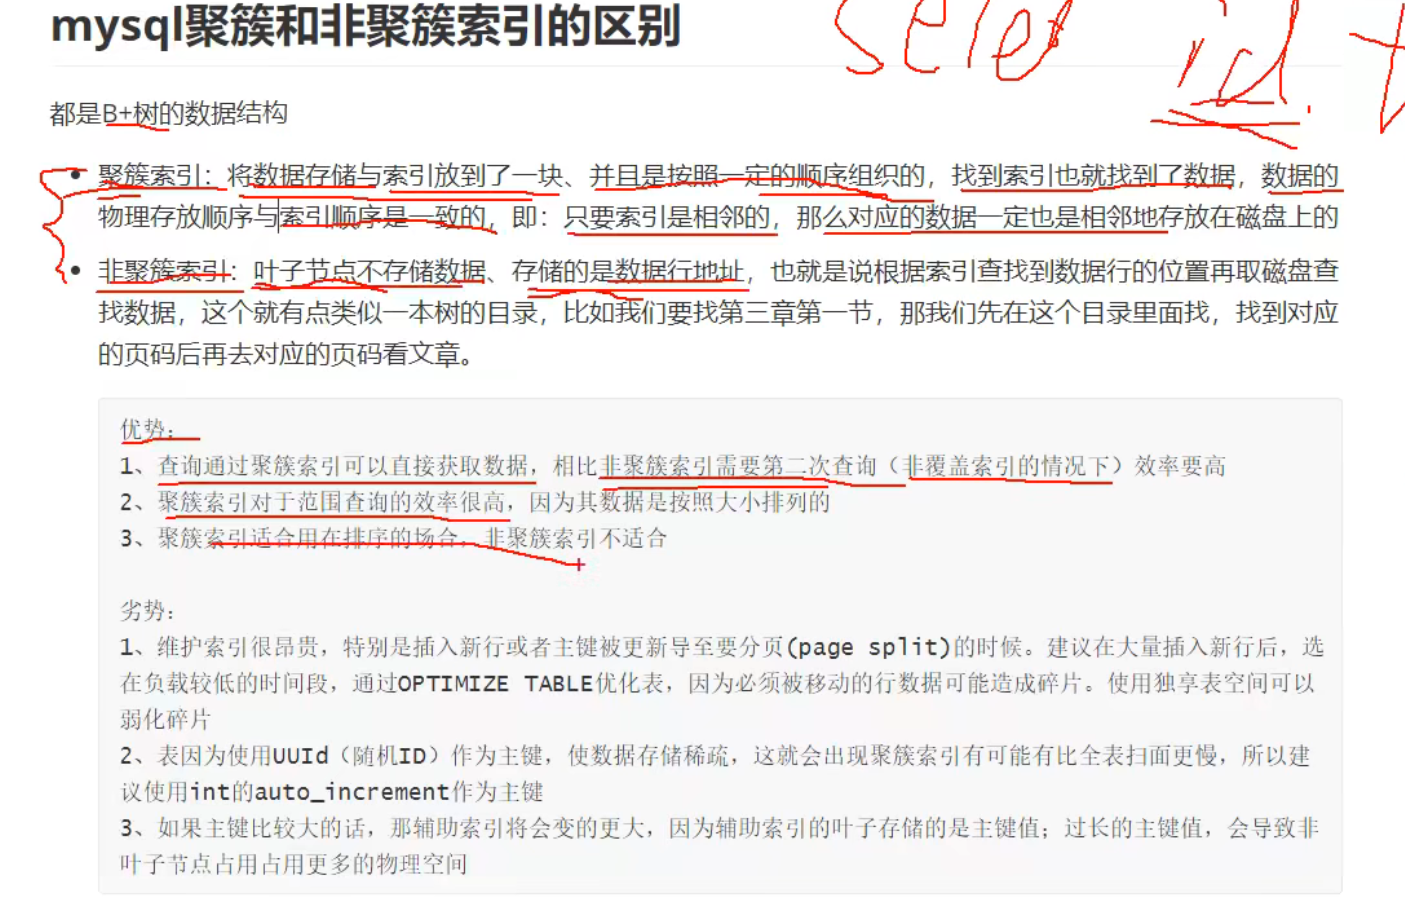 mysql聚簇和非聚簇索引的区别
selec id
都是B+树的数据结构
聚簇索引：将数据存储与索引放到了一块、并且是按照一定的顺序组织的，找到索引也就找到了数据，数据的
物理存放顺序与索引顺序是一致的，即：只要索引是相邻的，那么对应的数据一定也是相邻地存放在磁盘上的
非聚簇索引：叶子节点不存储数据、存储的是数据行地址，也就是说根据索引查找到数据行的位置再取磁盘查
找数据，这个就有点类似一本树的目录，比如我们要找第三章第一节，那我们先在这个目录里面找，找到对应
的页码后再去对应的页码看文章。
优势：
1、查询通过聚簇索引可以直接获取数据，相比非聚簇索引需要第二次查询（非覆盖索引的情况下）效率要高
2、聚簇索引对于范围查询的效率很高，因为其数据是按照大小排列的
3、聚簇索引适合用在排序的场合，非聚簇索引不适合
劣势：
1、维护索引很昂贵，特别是插入新行或者主键被更新导至要分页(page split)的时候。建议在大量插入新行后，选
在负载较低的时间段，通过OPTIMIZE TABLE优化表，因为必须被移动的行数据可能造成碎片。使用独享表空间可以
弱化碎片
2、表因为使用UUId（随机ID）作为主键，使数据存储稀疏，这就会出现聚簇索引有可能有比全表扫面更慢，所以建
议使用int的auto_increment作为主键
3、如果主键比较大的话，那辅助索引将会变的更大，因为辅助索引的叶子存储的是主键值；过长的主键值，会导致非
叶子节点占用占用更多的物理空间